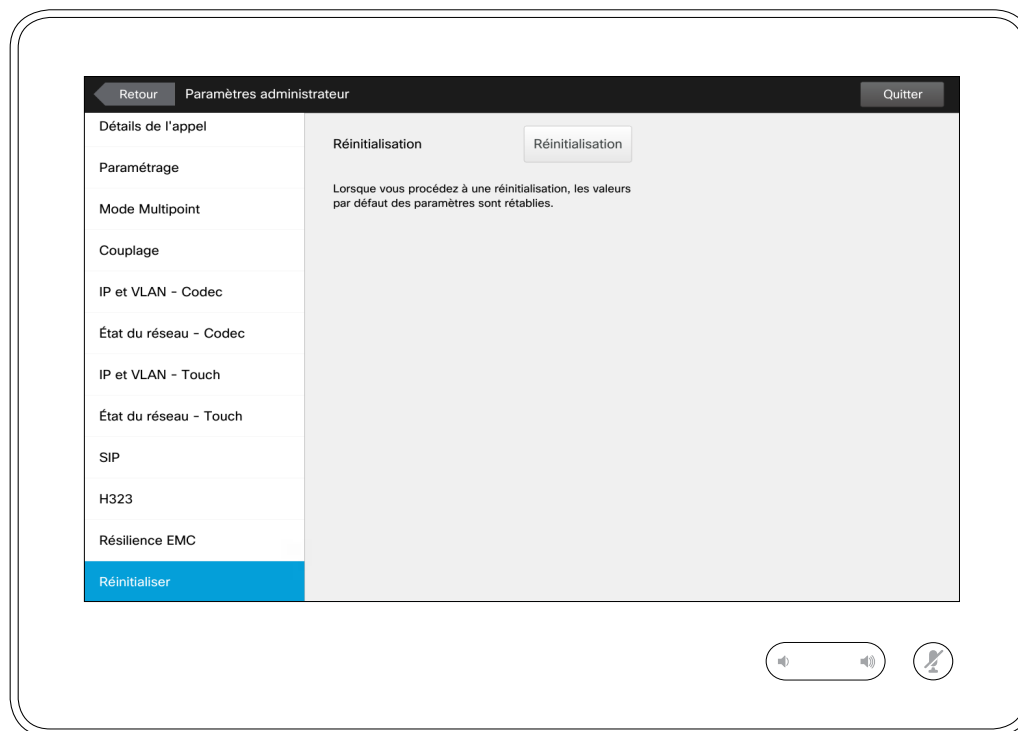 Retour Paramètres administrateur Quitter
Détails de l'appel
Paramétrage
Mode Multipoint
Couplage
IP et VLAN - Codec
État du réseau - Codec
IP et VLAN - Touch
État du réseau - Touch
SIP
H323
Résilience EMC
Réinitialiser
Réinitialisation Réinitialisation
Lorsque vous procédez à une réinitialisation, les valeurs
par défaut des paramètres sont rétablies.